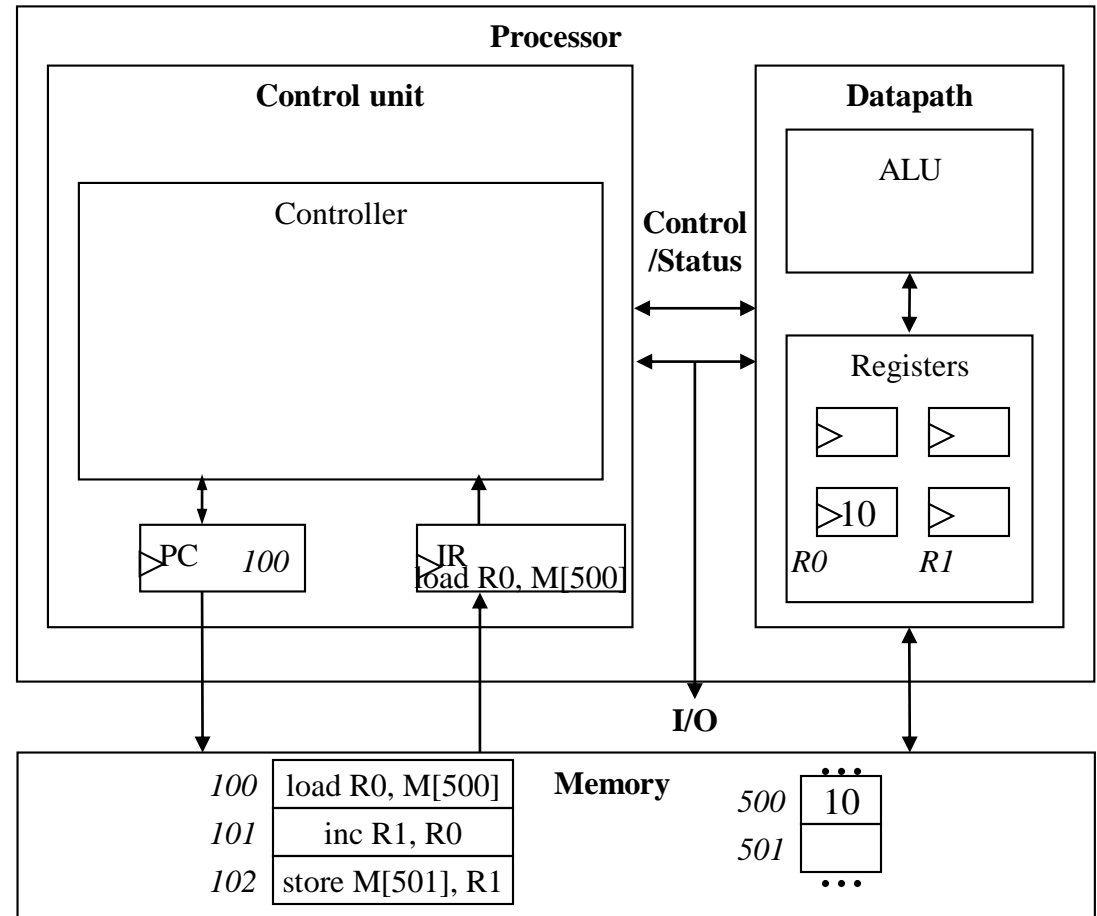 Processor
Control unit
Datapath
ALU
Controller
Control
/Status
Registers
10
R0
R1
PC
100
IR
load R0, M[500]
I/O
Memory
100
load R0, M[500]
101
inc R1, R0
102
store M[501], R1
...
500
10
501
...